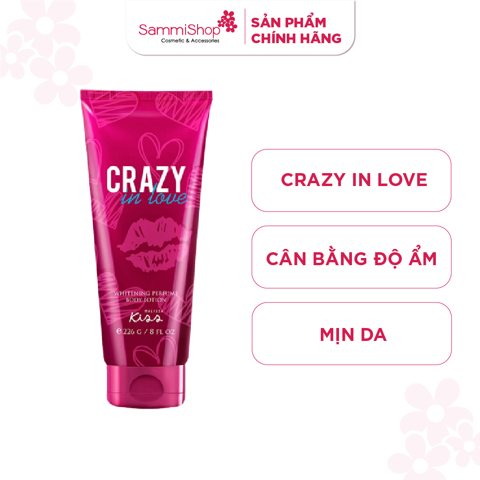 SammiShop
Cosmetic & Accessories
SẢN PHẨM
CHÍNH HÃNG
CRAZY
in love
WHITENING PERFUME
BODY LOTION
MALISSA
Kiss
e 226 G / 8 FL OZ
CRAZY IN LOVE
CÂN BẰNG ĐỘ ẨM
MỊN DA